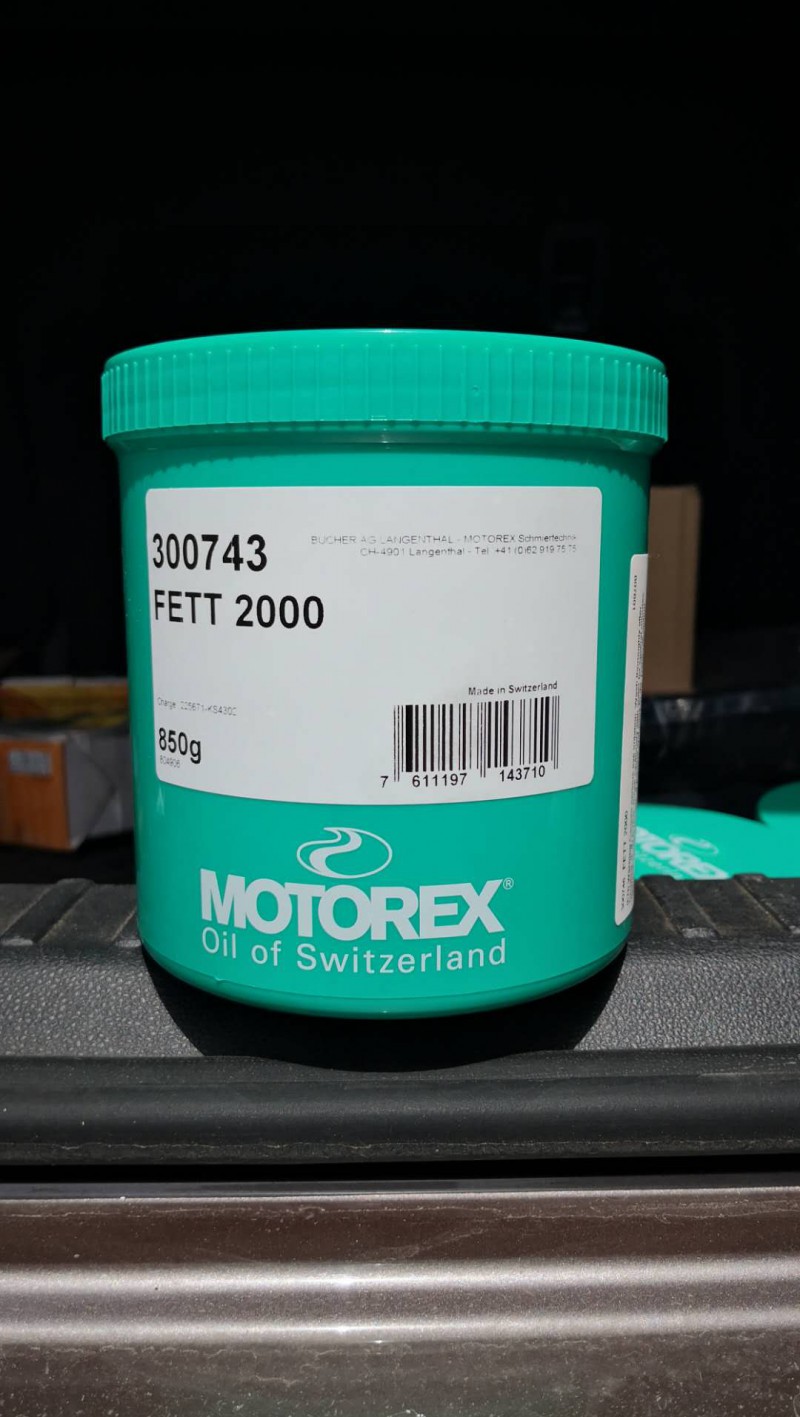 300743
BUCHER AG LANGENTHAL - MOTOREX Schmiertechnik
CH-4901 Langenthal - Tel. +41 (0)62 919 75 75
FETT 2000
Made in Switzerland
850g
7 611197 143710
MOTOREX®
Oil of Switzerland
MOTOREX